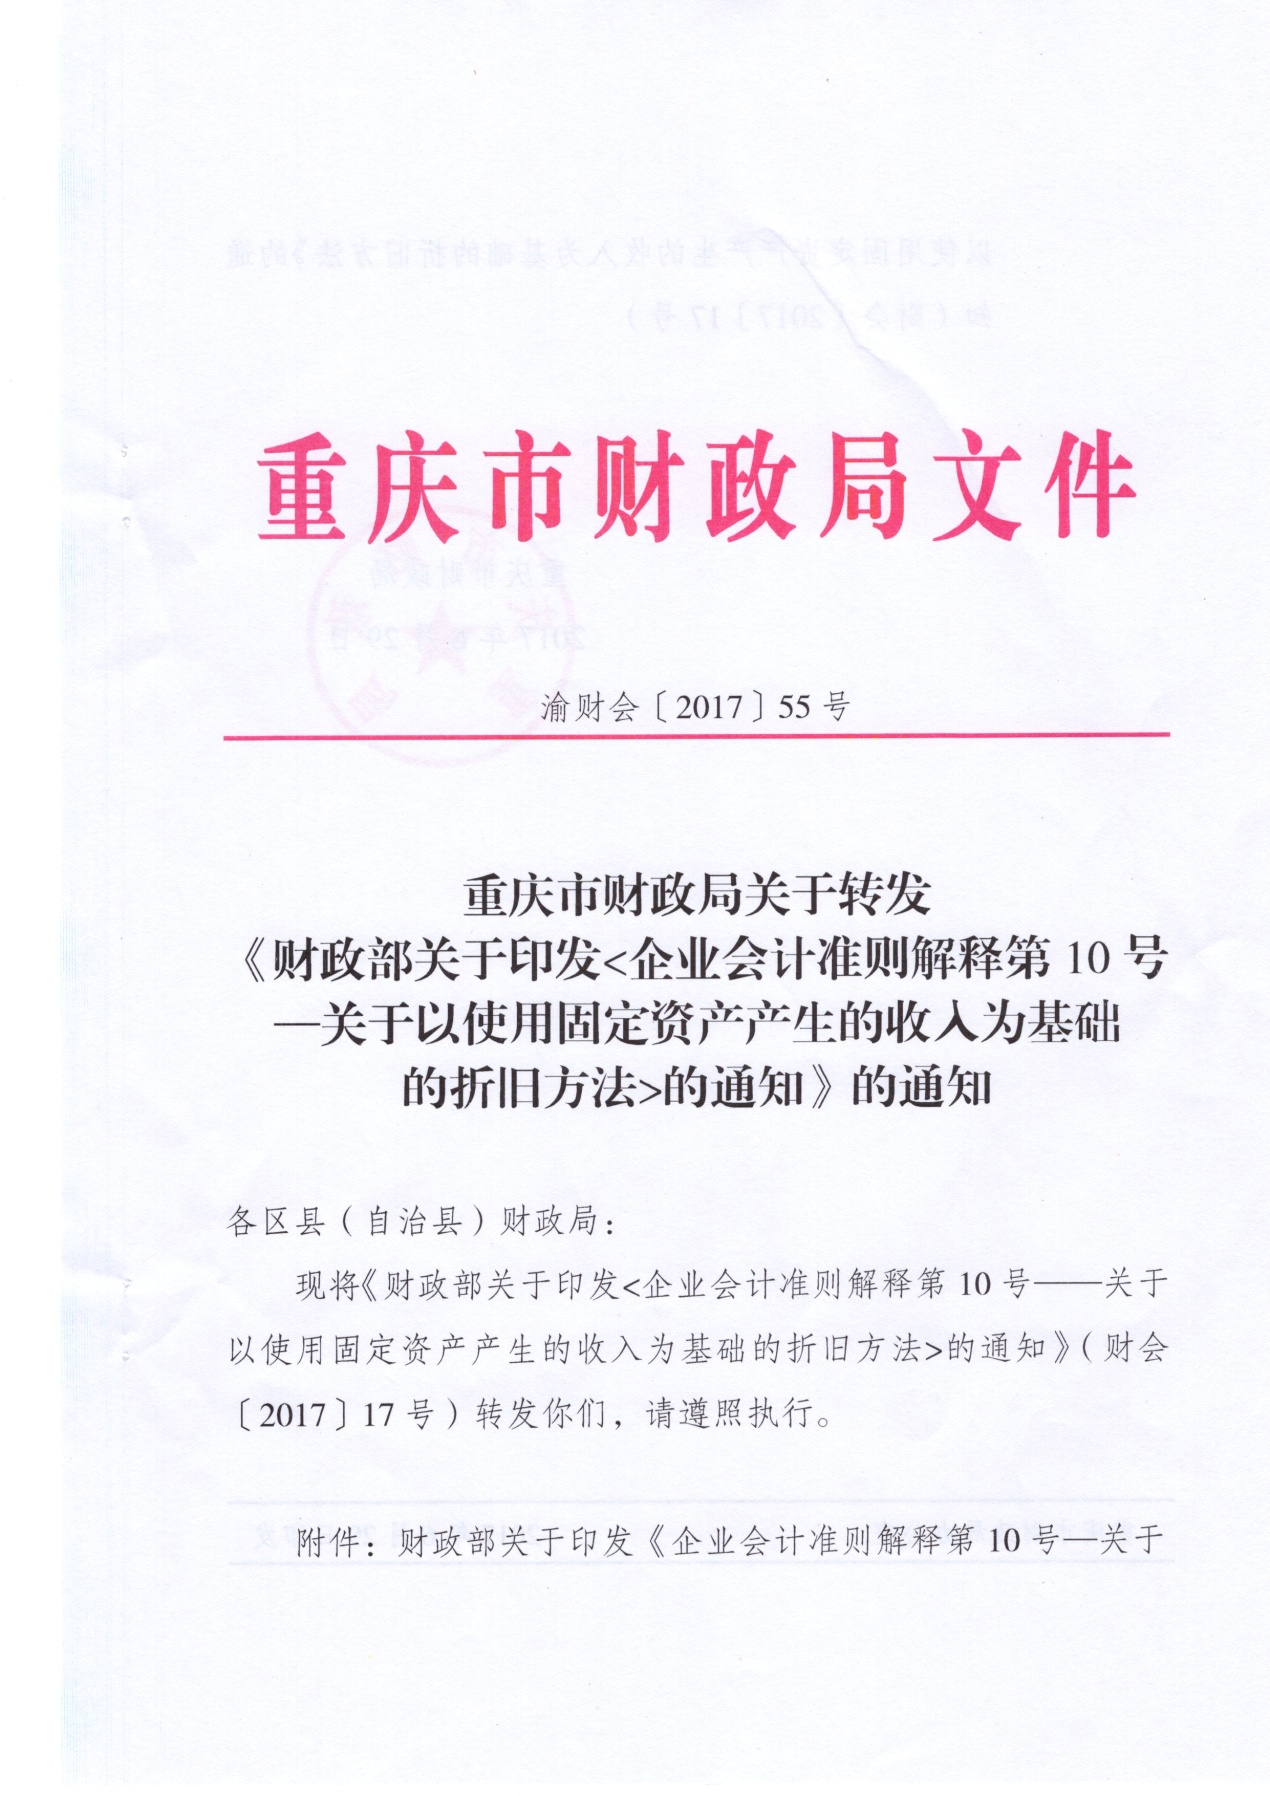 重庆市财政局文件
渝财会〔2017〕55号
重庆市财政局关于转发
《财政部关于印发<企业会计准则解释第 10 号
—关于以使用固定资产产生的收入为基础
的折旧方法>的通知》的通知
各区县（自治县）财政局：
现将《财政部关于印发<企业会计准则解释第 10 号——关于
以使用固定资产产生的收入为基础的折旧方法>的通知》（财会
〔2017〕17 号）转发你们，请遵照执行。
附件：财政部关于印发《企业会计准则解释第 10 号—关于